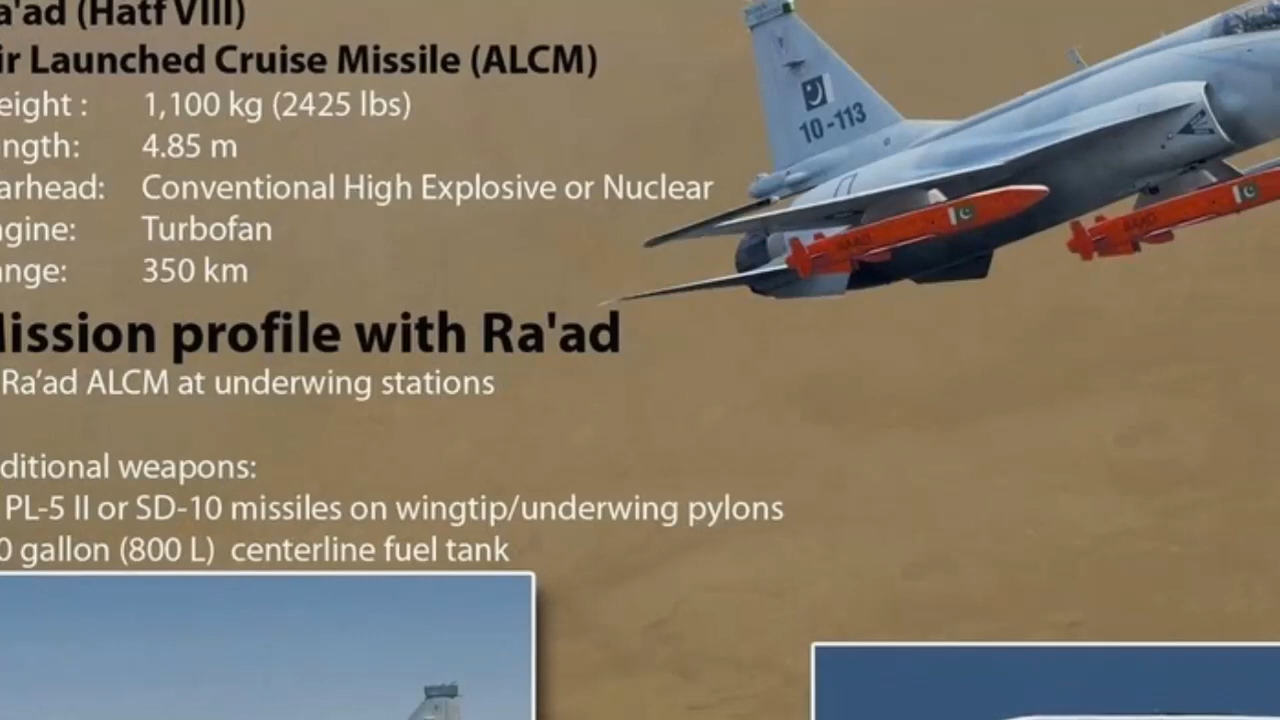 a'ad (Hatf VIII)
ir Launched Cruise Missile (ALCM)
eight : 1,100 kg (2425 lbs)
ngth: 4.85 m
arhead: Conventional High Explosive or Nuclear
ngine: Turbofan
ange: 350 km
Mission profile with Ra'ad
Ra’ad ALCM at underwing stations
ditional weapons:
PL-5 II or SD-10 missiles on wingtip/underwing pylons
0 gallon (800 L) centerline fuel tank
10-113